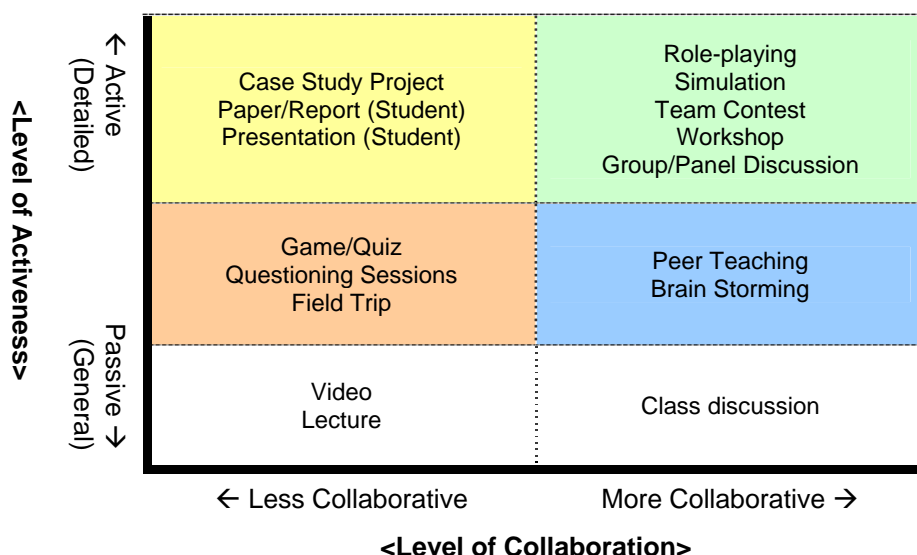 <Level of Activeness>
← Active
(Detailed)
Passive →
(General)
Case Study Project
Paper/Report (Student)
Presentation (Student)
Role-playing
Simulation
Team Contest
Workshop
Group/Panel Discussion
Game/Quiz
Questioning Sessions
Field Trip
Peer Teaching
Brain Storming
Video
Lecture
Class discussion
← Less Collaborative
More Collaborative →
<Level of Collaboration>